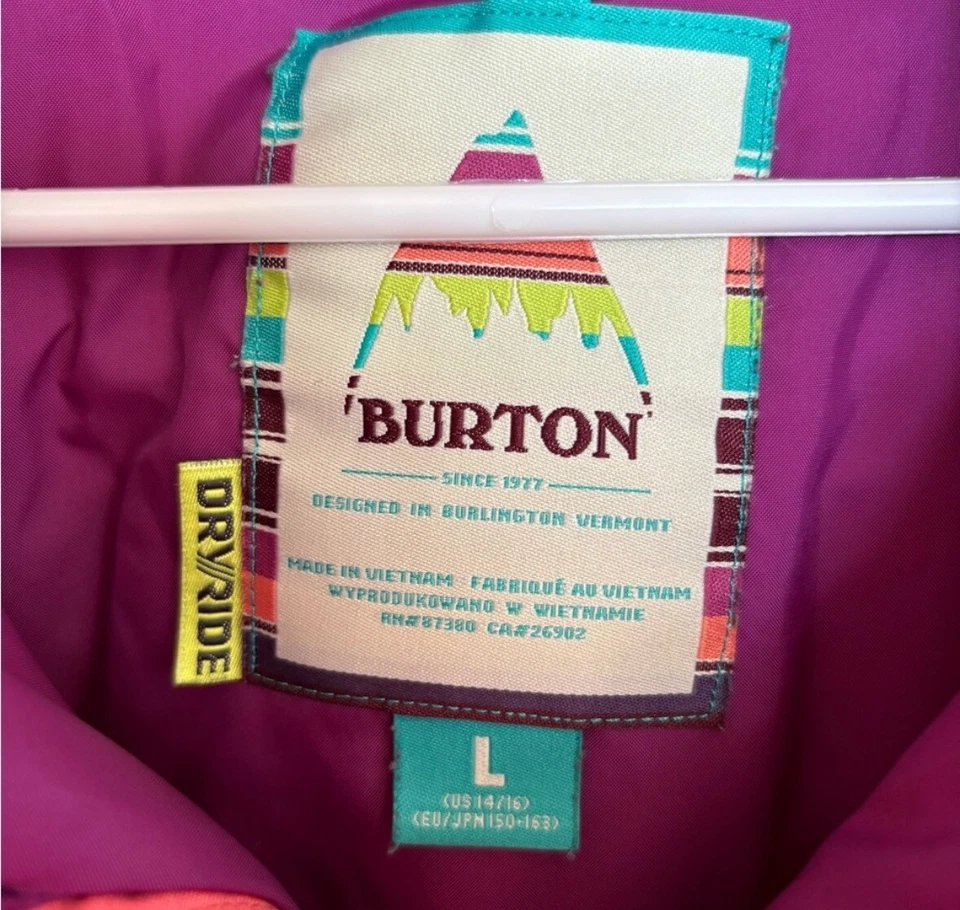 BURTON
SINCE 1977
DESIGNED IN BURLINGTON VERMONT
MADE IN VIETNAM FABRIQUÉ AU VIETNAM
WYPRODUKOWANO W WIETNAMIE
RN#87380 CA#26902
DRY//RIDE
L
(US 14/16)
(EU/JPN 150-163)